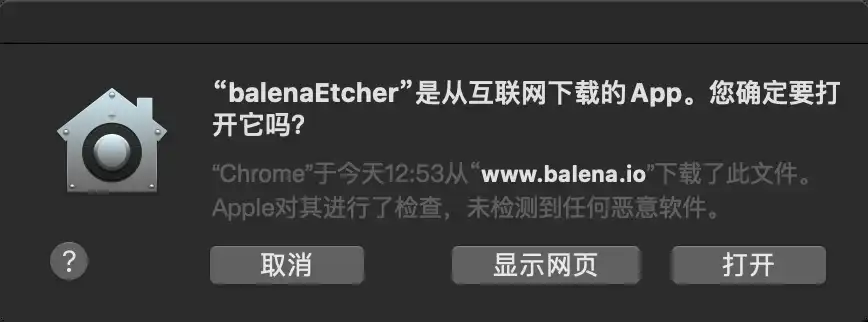 “balenaEtcher”是从互联网下载的App。您确定要打
开它吗？
“Chrome”于今天12:53从“www.balena.io”下载了此文件。
Apple对其进行了检查，未检测到任何恶意软件。
? 取消 显示网页 打开